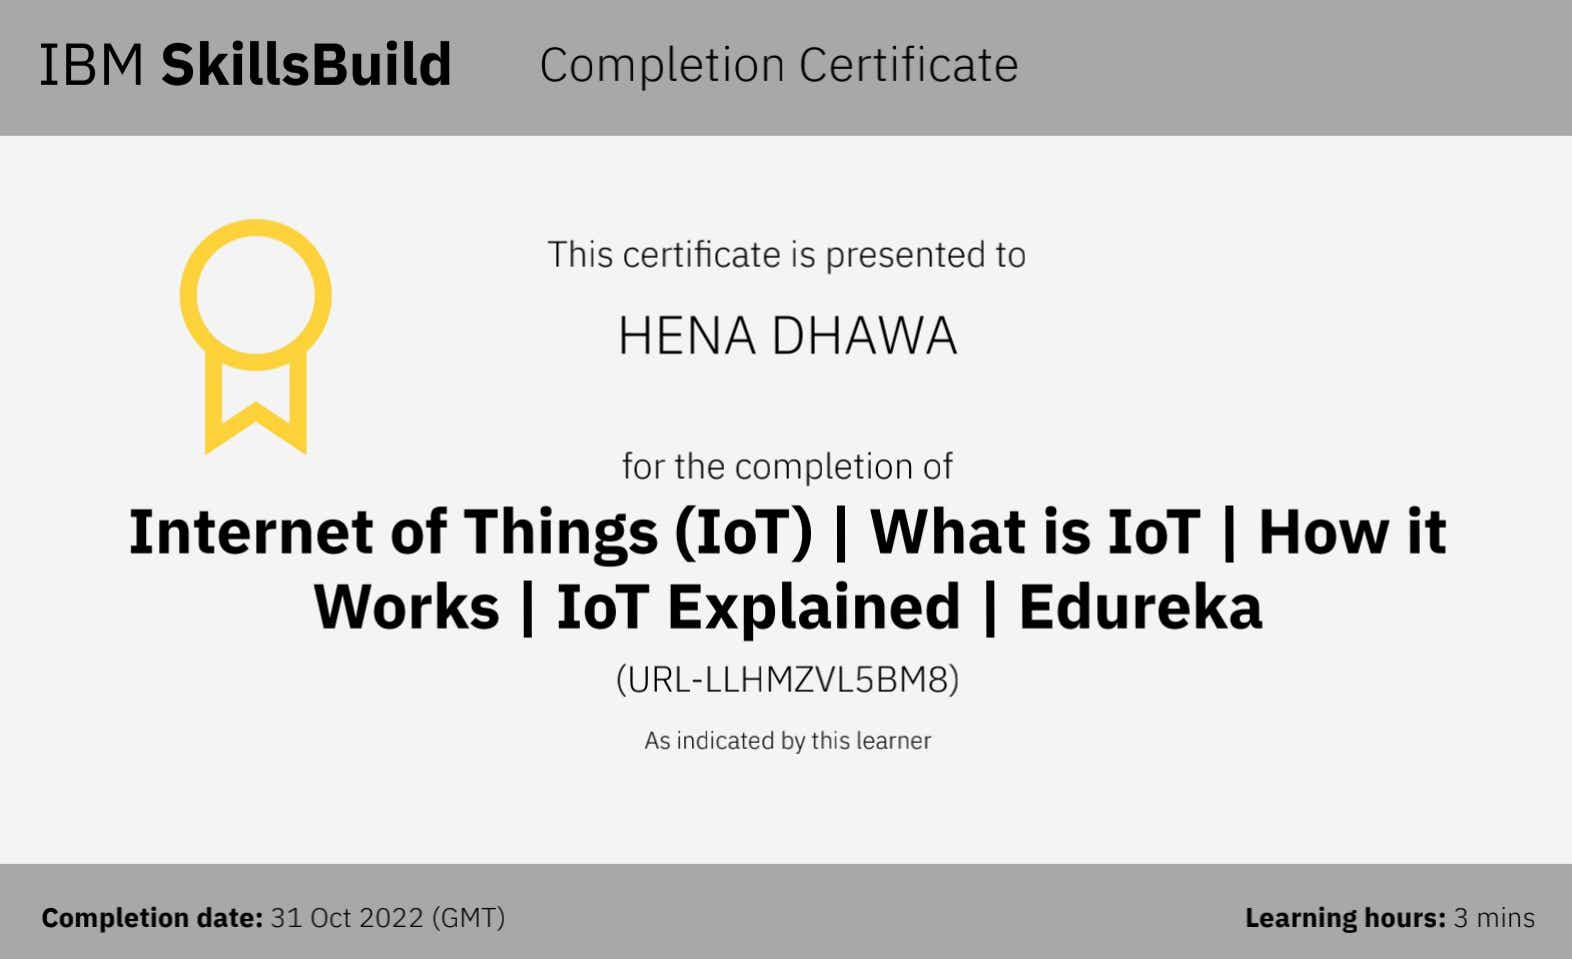 IBM SkillsBuild Completion Certificate
This certificate is presented to
HENA DHAWA
for the completion of
Internet of Things (IoT) | What is IoT | How it
Works | IoT Explained | Edureka
(URL-LLHMZVL5BM8)
As indicated by this learner
Completion date: 31 Oct 2022 (GMT) Learning hours: 3 mins